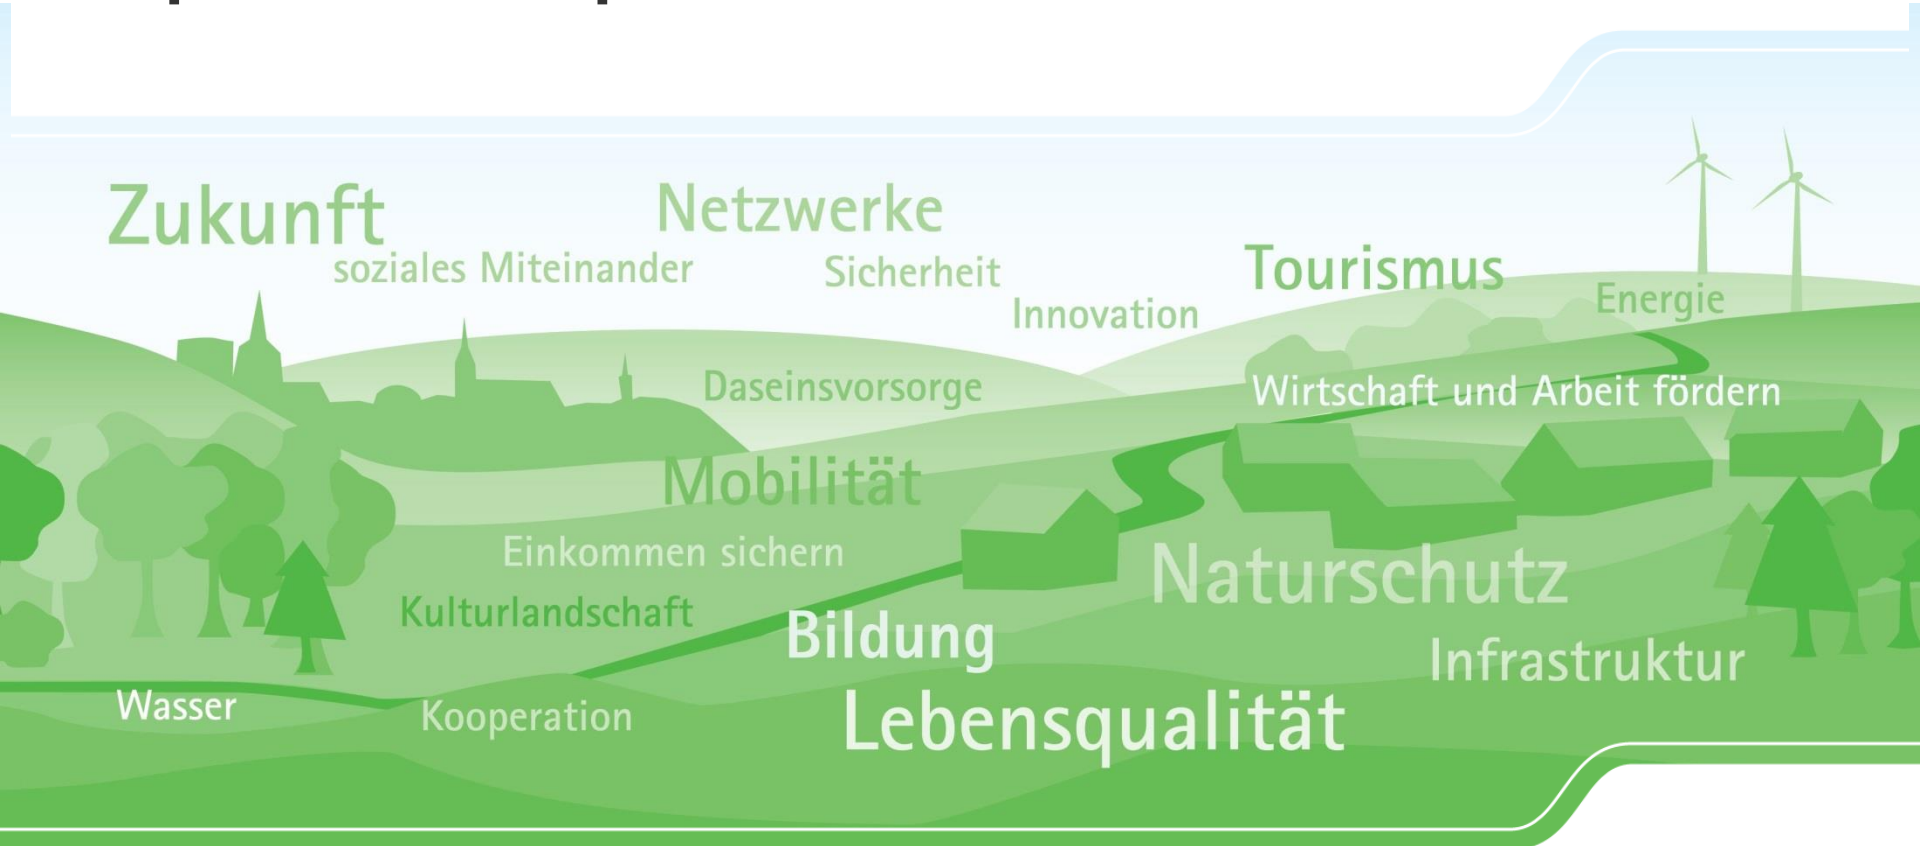 Zukunft
Netzwerke
soziales Miteinander
Sicherheit
Tourismus
Innovation
Energie
Daseinsvorsorge
Wirtschaft und Arbeit fördern
Mobilität
Einkommen sichern
Naturschutz
Kulturlandschaft
Bildung
Infrastruktur
Wasser
Kooperation
Lebensqualität